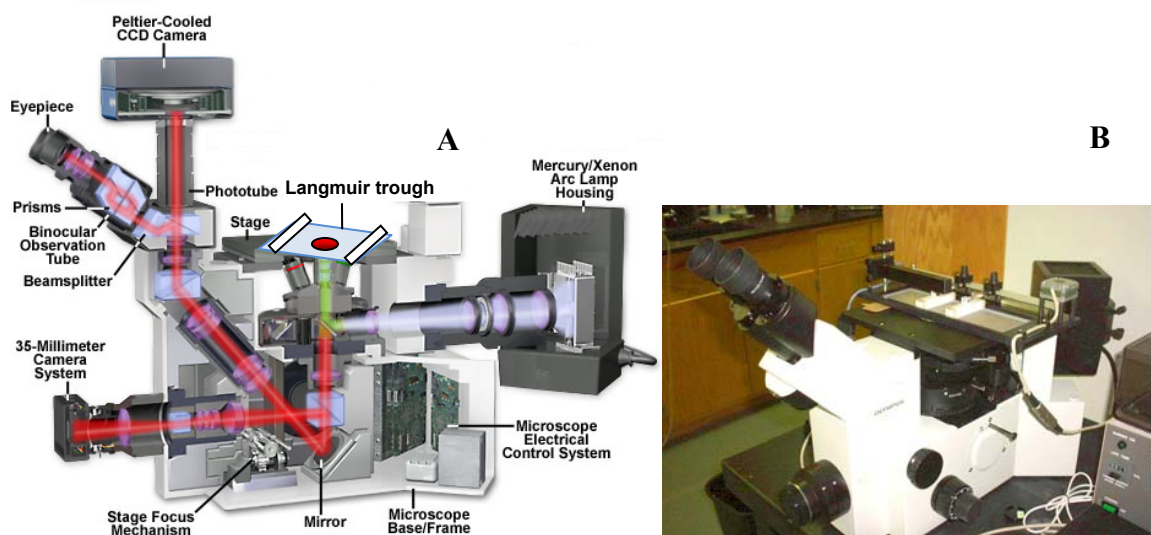 Peltier-Cooled
CCD Camera
Eyepiece
A
B
Mercury/Xenon
Arc Lamp
Housing
Phototube
Langmuir trough
Prisms
Stage
Binocular
Observation
Tube
Beamsplitter
35-Millimeter
Camera
System
OLYMPUS
Microscope
Electrical
Control System
Stage Focus
Mechanism
Mirror
Microscope
Base/Frame